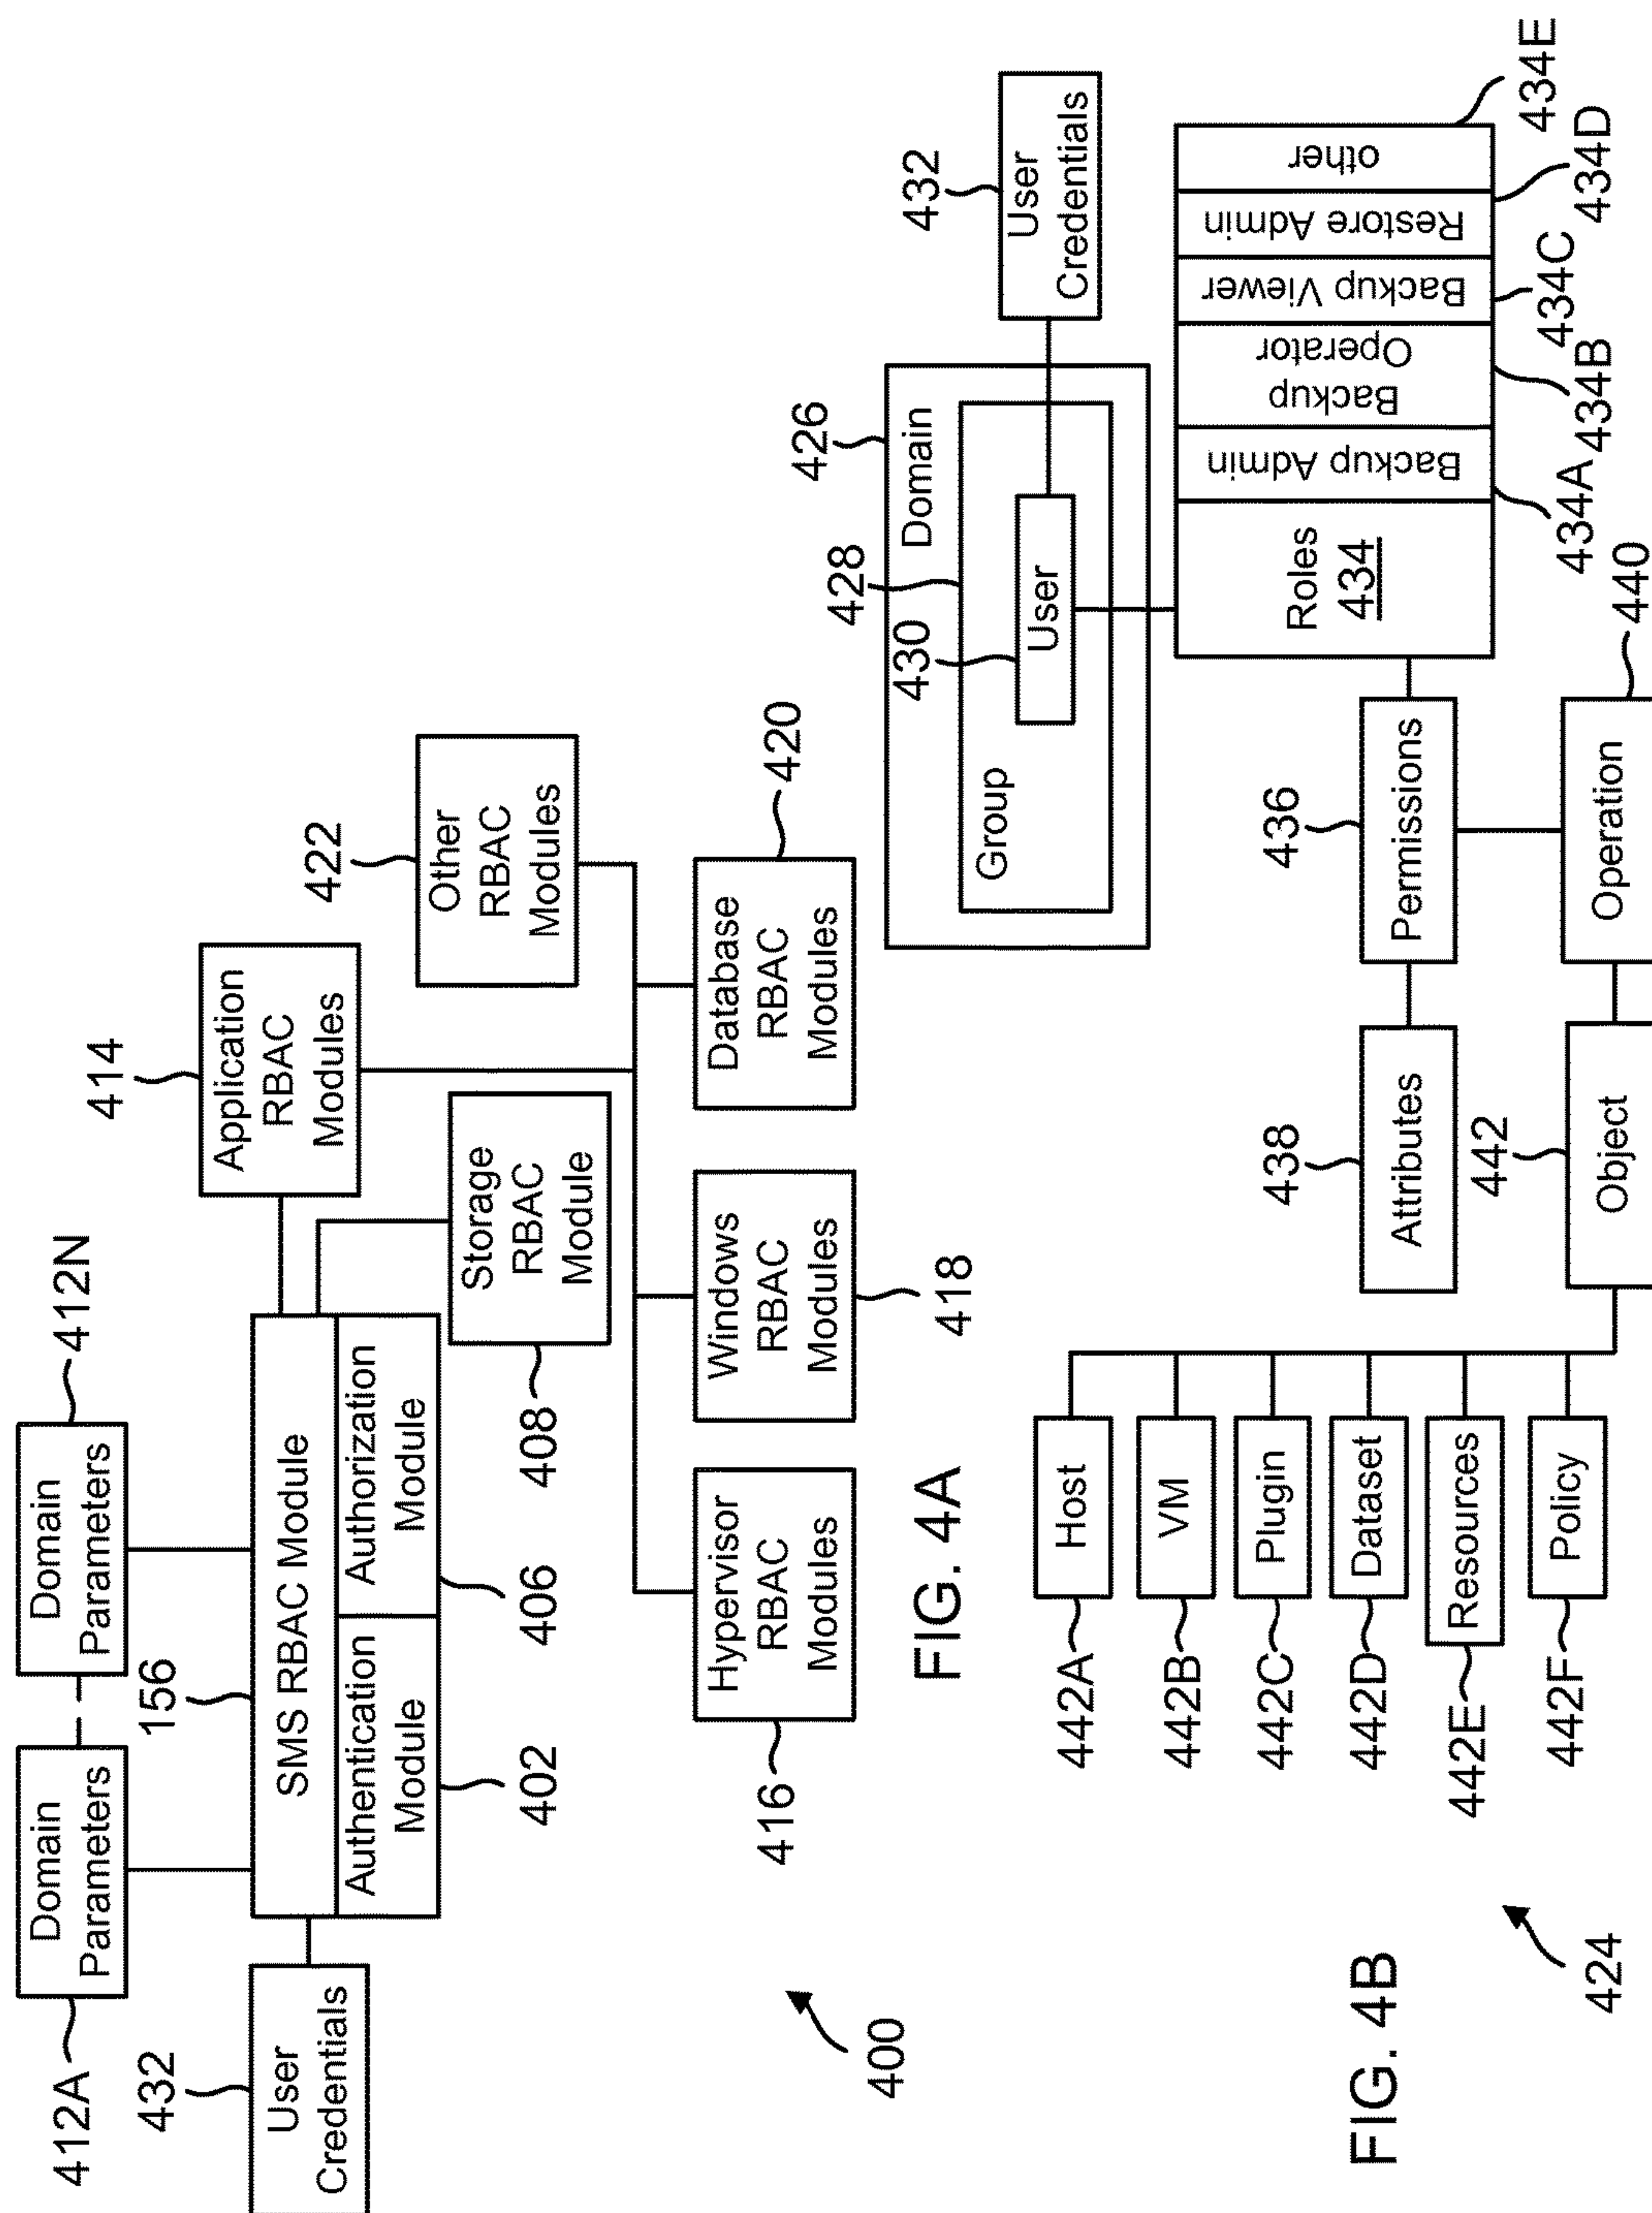 412A
Domain
Parameters
Domain
Parameters
412N
432
User
Credentials
156
SMS RBAC Module
Authentication
Module
Authorization
Module
402
406
414
Application
RBAC
Modules
408
Storage
RBAC
Module
422
Other
RBAC
Modules
416
Hypervisor
RBAC
Modules
Windows
RBAC
Modules
418
Database
RBAC
Modules
420
400
FIG. 4A
426
Domain
428
Group
430
User
432
User
Credentials
Roles
434
Backup Admin
Backup
Operator
Backup Viewer
Restore Admin
other
434A
434B
434C
434D
434E
436
Permissions
438
Attributes
440
Operation
442
Object
442A
Host
442B
VM
442C
Plugin
442D
Dataset
442E
Resources
442F
Policy
424
FIG. 4B